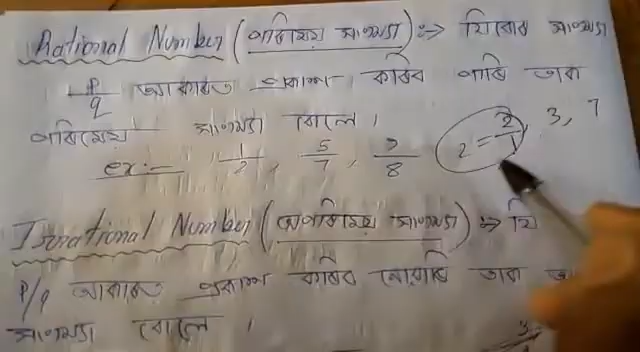 Rational Number (পৰিমেয় সংখ্যা) :→ যিবোৰ সংখ্যা
p/q আকাৰত প্ৰকাশ কৰিব পাৰি তাক
পৰিমেয় সংখ্যা বোলে।
ex:- 1/2, 5/7, 7/8 2 = 2/1, 3, 7
Irrational Number (অপৰিমেয় সংখ্যা) :→ যি
P/q আকাৰত প্ৰকাশ কৰিব নোৱাৰি তাক
সংখ্যা বোলে।